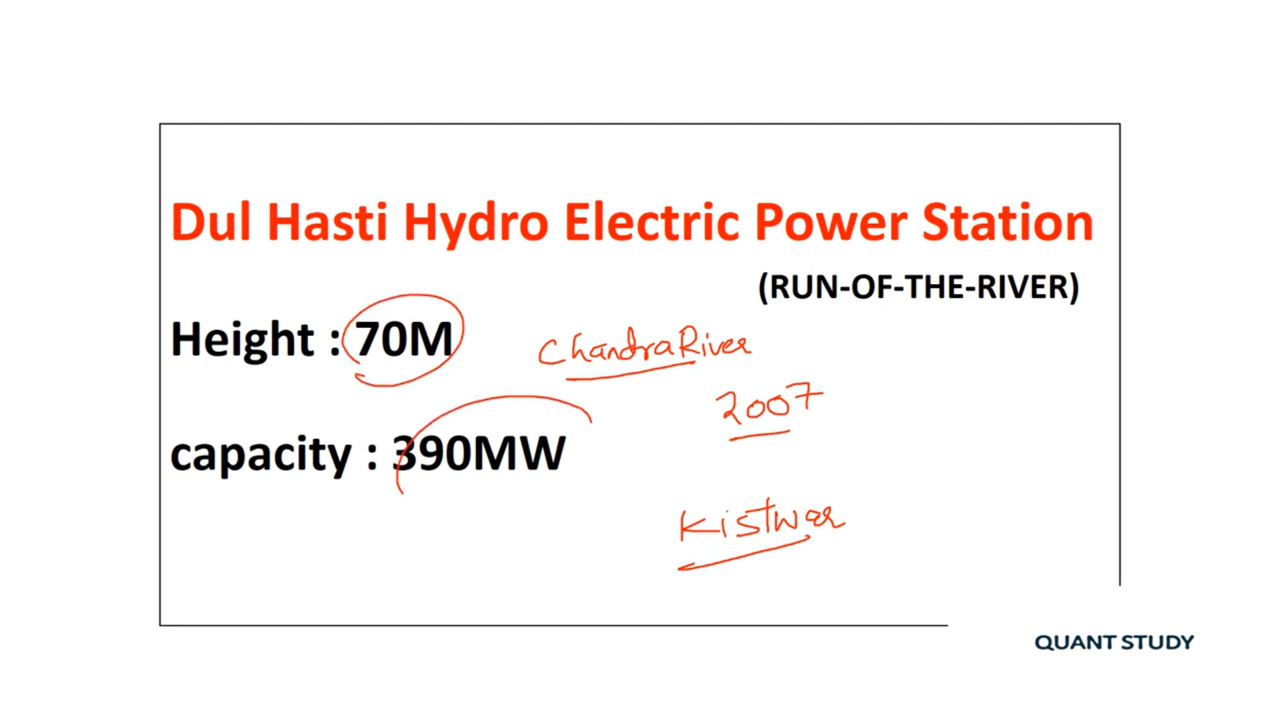 Dul Hasti Hydro Electric Power Station
(RUN-OF-THE-RIVER)
Height : 70M
Chandra River
2007
capacity : 390MW
Kistwar
QUANT STUDY